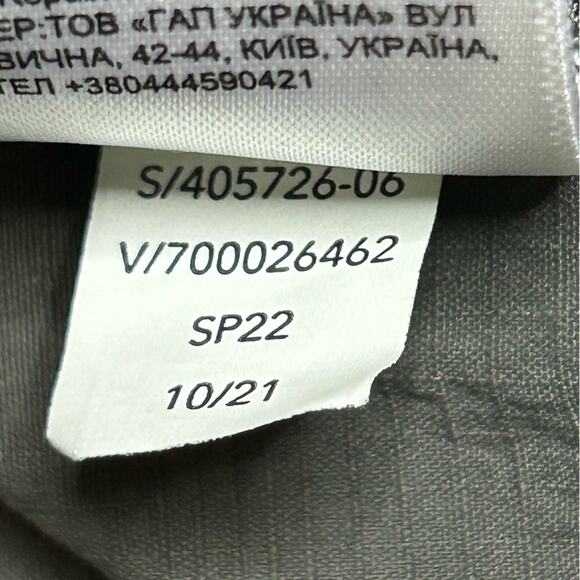 ЕР:ТОВ «ГАП УКРАЇНА» ВУЛ
ВИЧНА, 42-44, КИЇВ, УКРАЇНА,
ТЕЛ +380444590421
S/405726-06
V/700026462
SP22
10/21